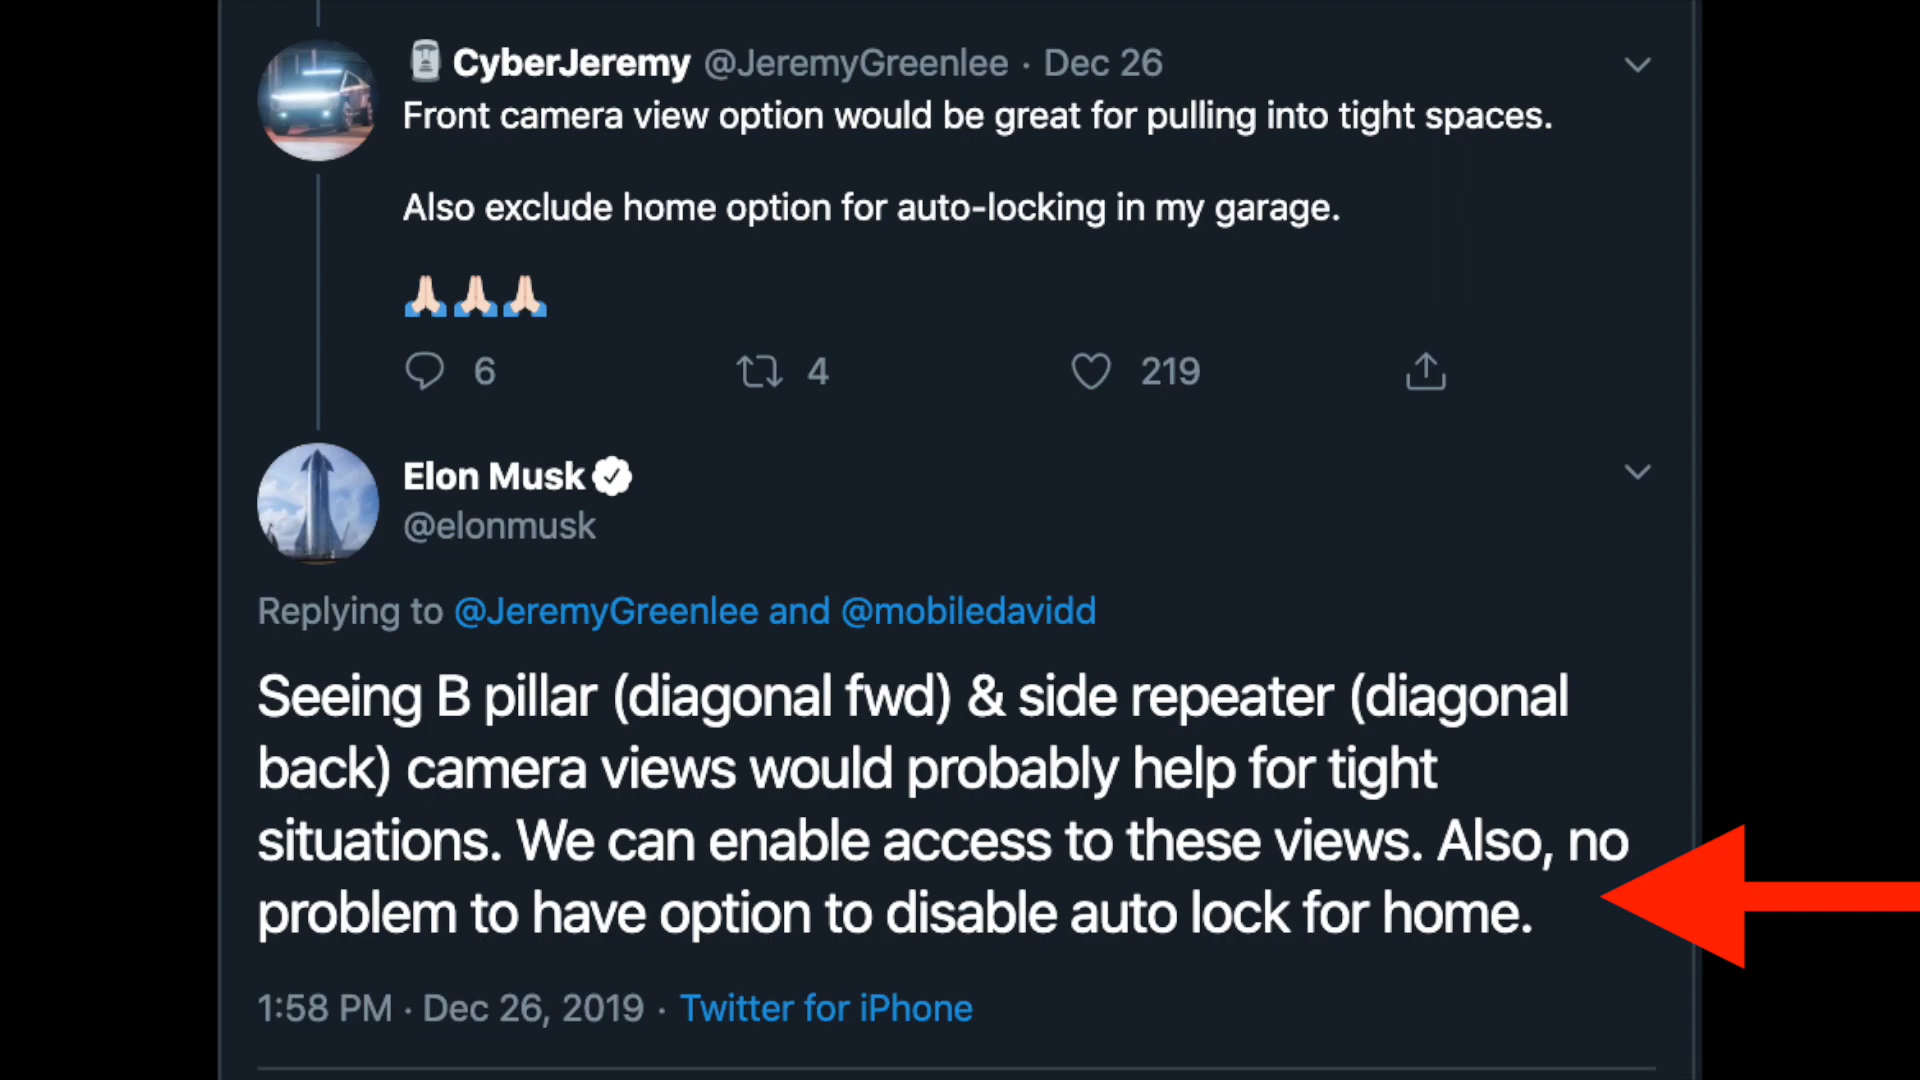 CyberJeremy @JeremyGreenlee · Dec 26
Front camera view option would be great for pulling into tight spaces.
Also exclude home option for auto-locking in my garage.
🙏🏻🙏🏻🙏🏻
6 4 219
Elon Musk
@elonmusk
Replying to @JeremyGreenlee and @mobiledavidd
Seeing B pillar (diagonal fwd) & side repeater (diagonal
back) camera views would probably help for tight
situations. We can enable access to these views. Also, no
problem to have option to disable auto lock for home.
1:58 PM · Dec 26, 2019 · Twitter for iPhone